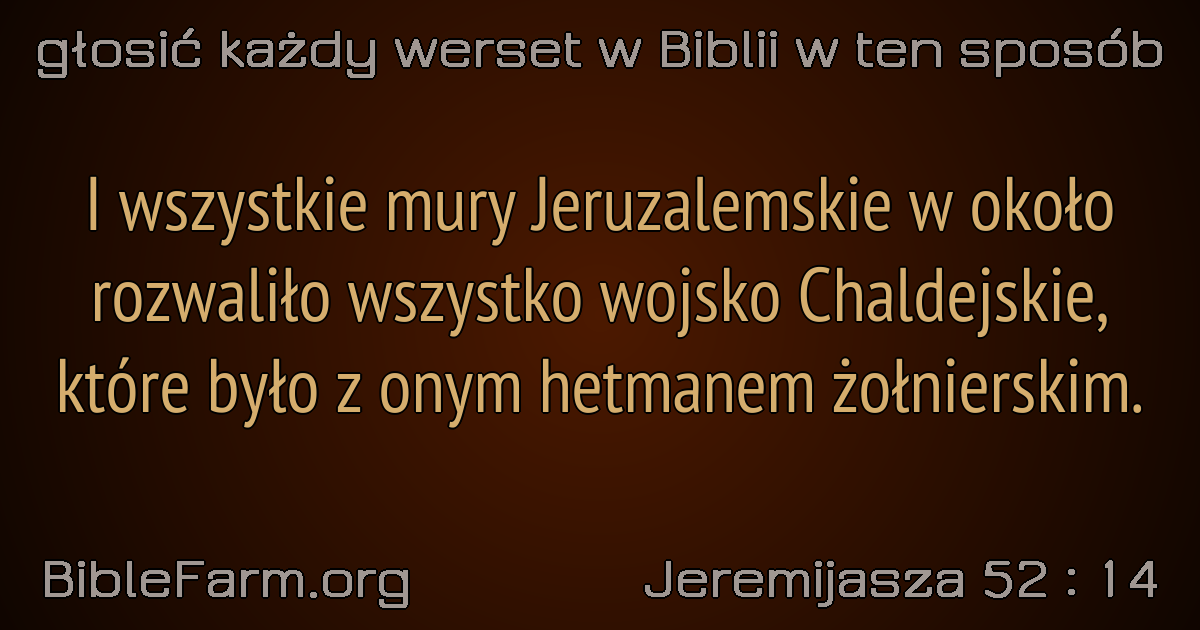 głosić każdy werset w Biblii w ten sposób
I wszystkie mury Jeruzalemskie w około
rozwaliło wszystko wojsko Chaldejskie,
które było z onym hetmanem żołnierskim.
BibleFarm.org
Jeremijasza 52 : 14